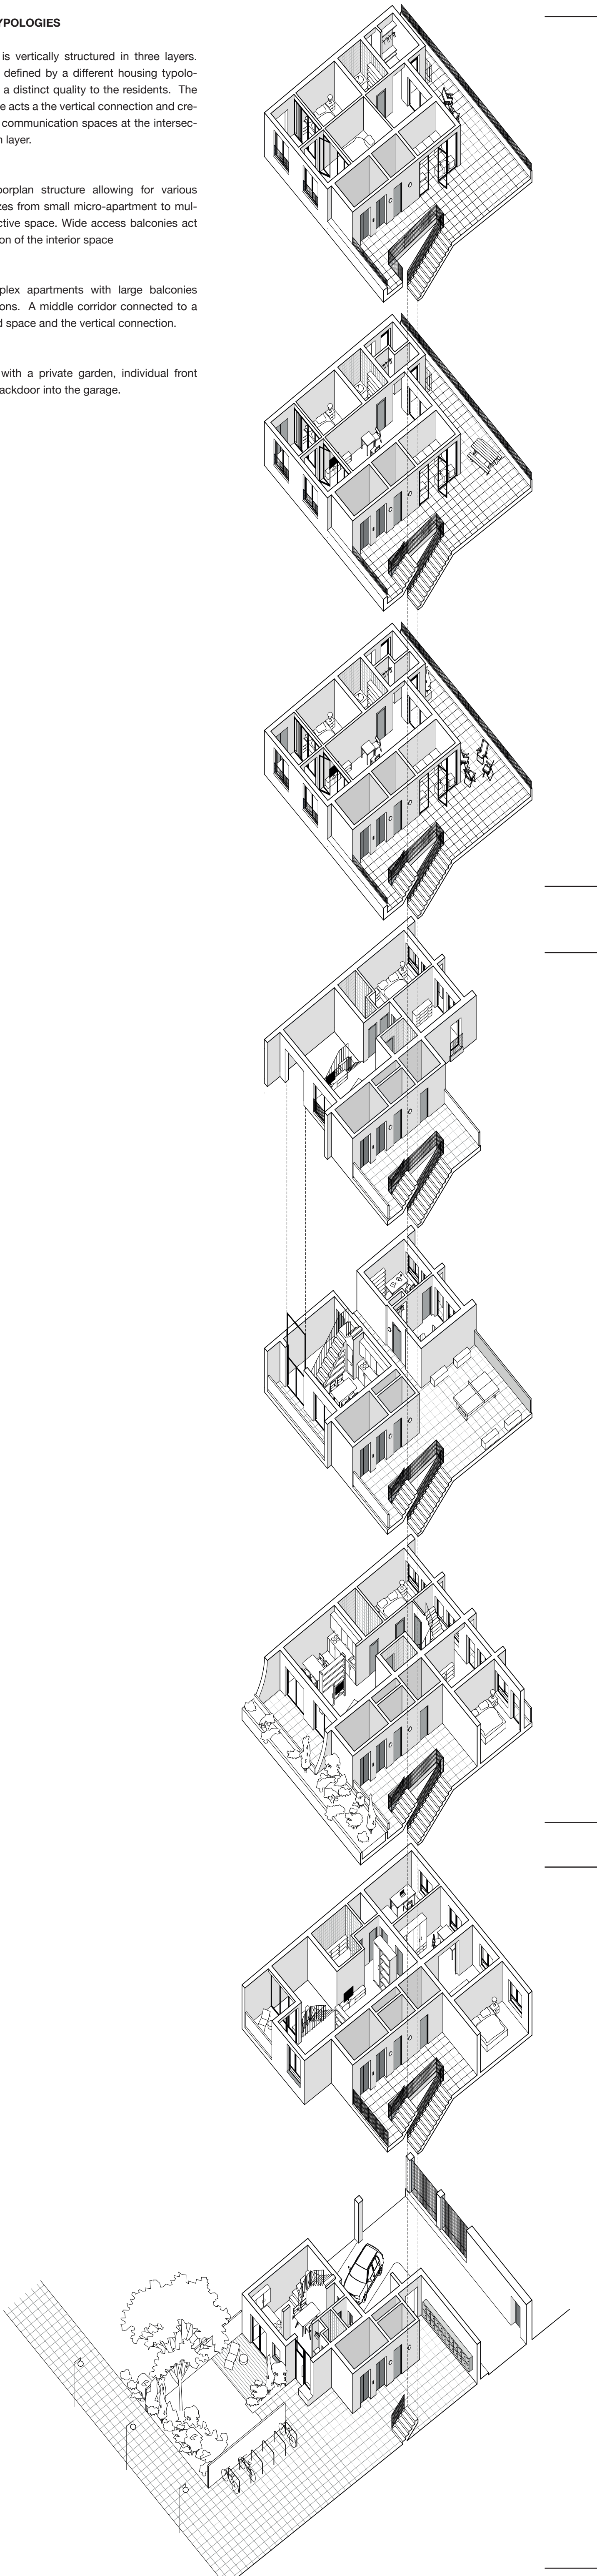 YPOLOGIES
is vertically structured in three layers.
defined by a different housing typolo-
a distinct quality to the residents. The
e acts a the vertical connection and cre-
communication spaces at the intersec-
n layer.
orplan structure allowing for various
zes from small micro-apartment to mul-
ctive space. Wide access balconies act
on of the interior space
plex apartments with large balconies
ons. A middle corridor connected to a
d space and the vertical connection.
with a private garden, individual front
ackdoor into the garage.